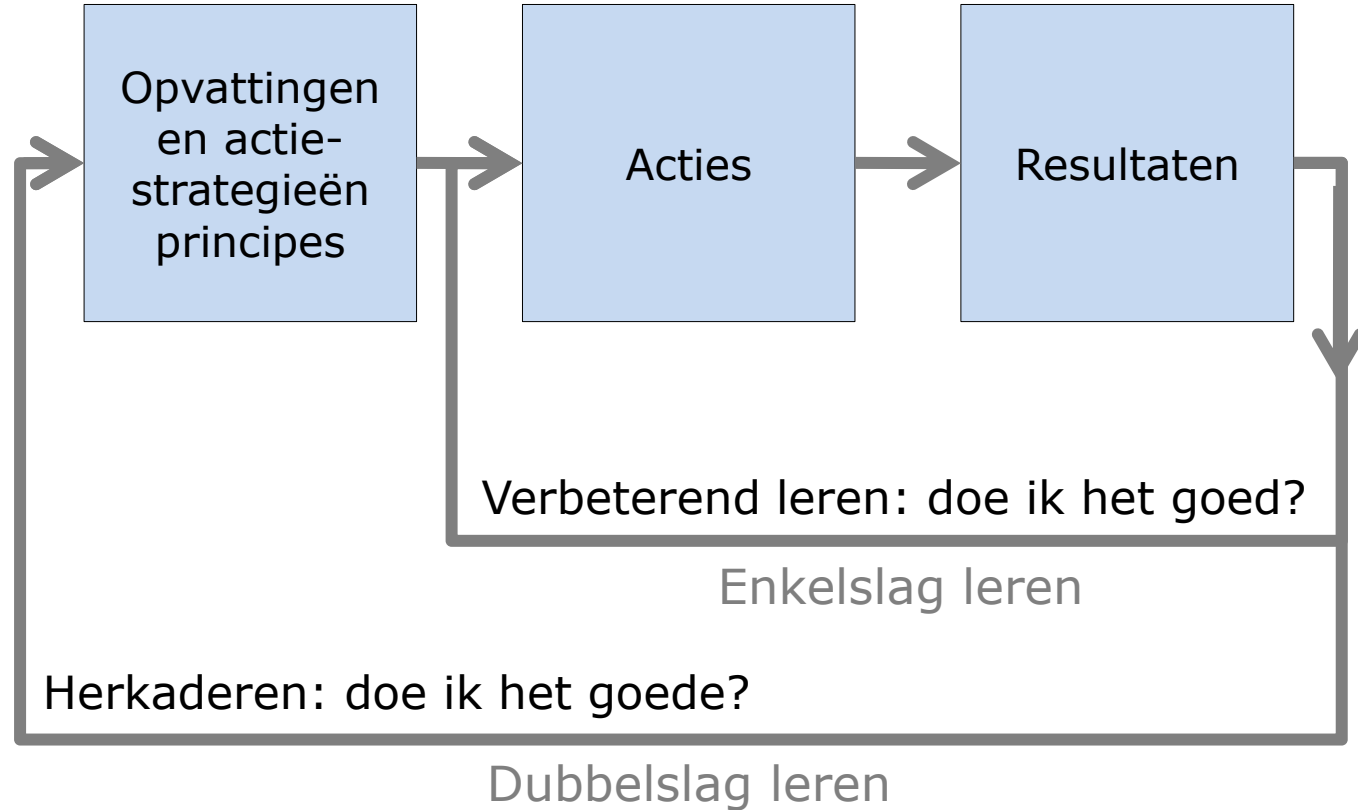 Opvattingen
en actie-
strategieën
principes
Acties
Resultaten
Verbeterend leren: doe ik het goed?
Enkelslag leren
Herkaderen: doe ik het goede?
Dubbelslag leren